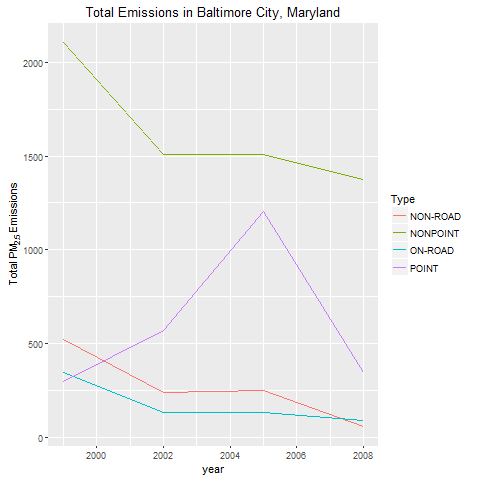 Total Emissions in Baltimore City, Maryland
Total PM2.5 Emissions
2000
1500
1000
500
0
2000
2002
2004
2006
2008
year
Type
NON-ROAD
NONPOINT
ON-ROAD
POINT